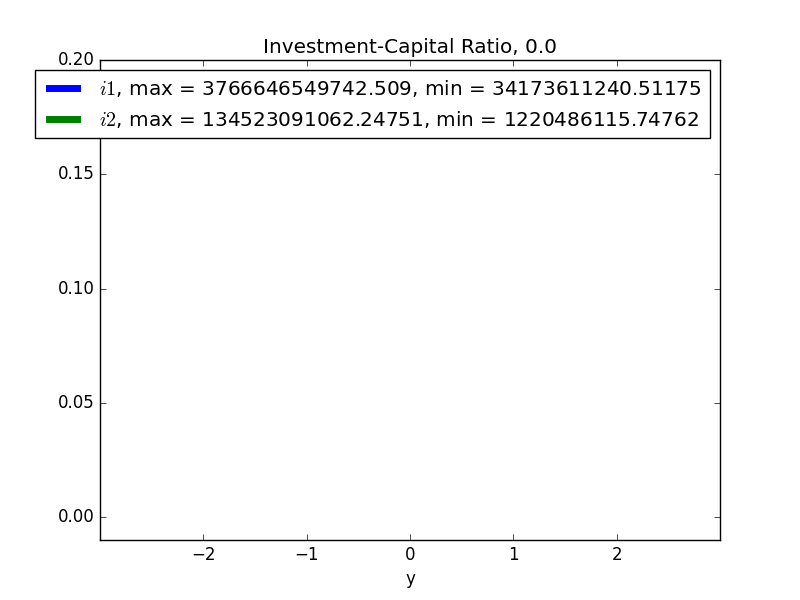 Investment-Capital Ratio, 0.0
0.20
i1, max = 3766646549742.509, min = 34173611240.51175
i2, max = 134523091062.24751, min = 1220486115.74762
0.15
0.10
0.05
0.00
−2 −1 0 1 2
y